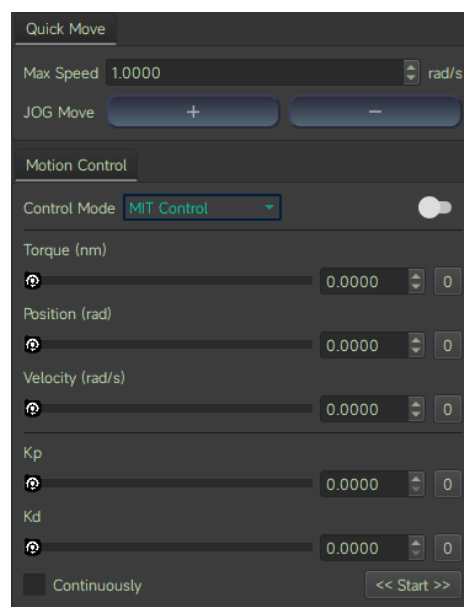 Quick Move
Max Speed 1.0000 rad/s
JOG Move + −
Motion Control
Control Mode MIT Control
Torque (nm)
0.0000 0
Position (rad)
0.0000 0
Velocity (rad/s)
0.0000 0
Kp
0.0000 0
Kd
0.0000 0
Continuously << Start >>